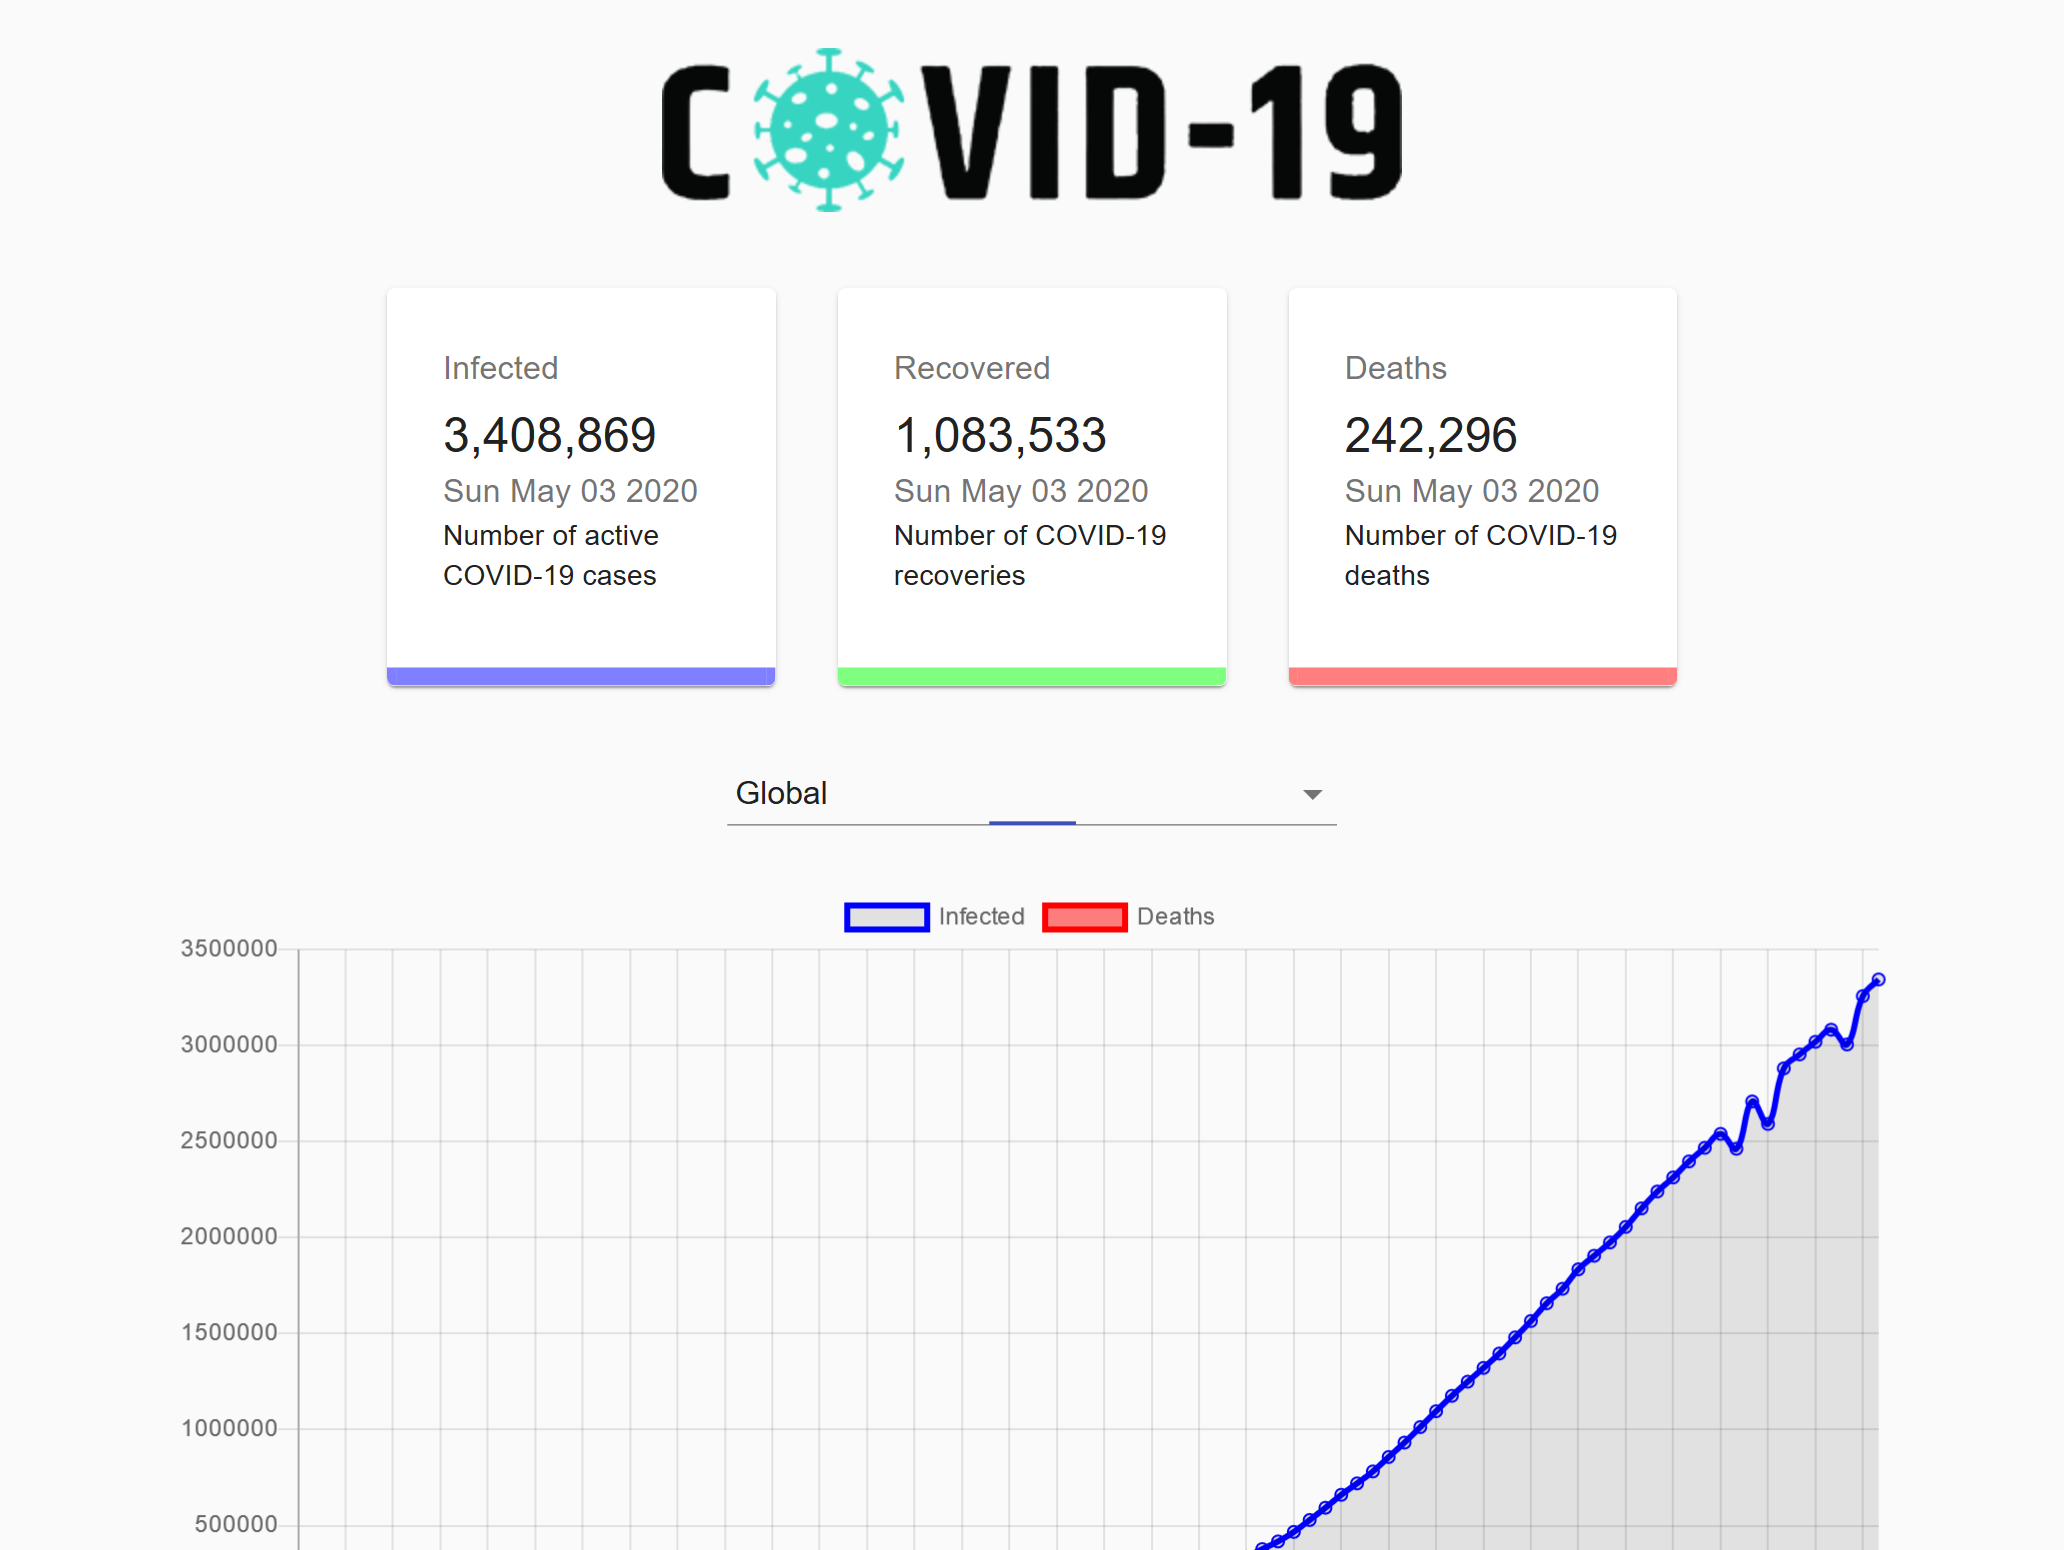 COVID-19
Infected
3,408,869
Sun May 03 2020
Number of active
COVID-19 cases
Recovered
1,083,533
Sun May 03 2020
Number of COVID-19
recoveries
Deaths
242,296
Sun May 03 2020
Number of COVID-19
deaths
Global
Infected
Deaths
3500000
3000000
2500000
2000000
1500000
1000000
500000